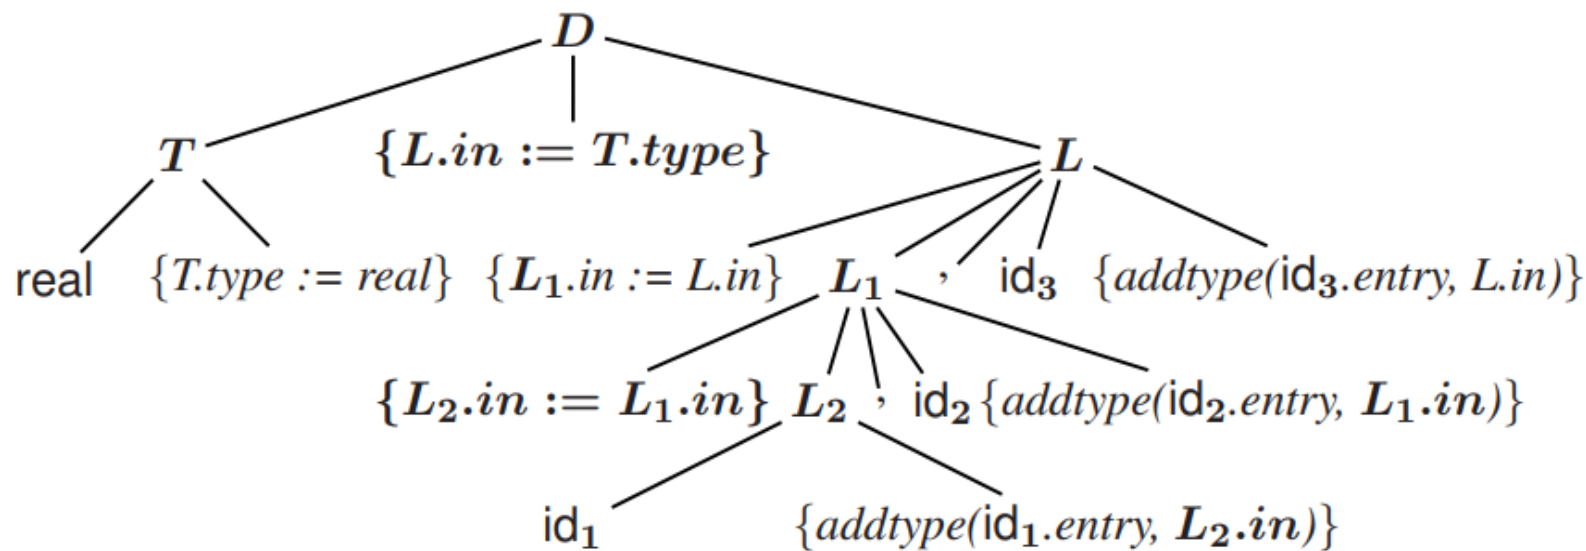 D
T {L.in := T.type} L
real {T.type := real} {L₁.in := L.in} L₁ , id₃ {addtype(id₃.entry, L.in)}
{L₂.in := L₁.in} L₂ , id₂ {addtype(id₂.entry, L₁.in)}
id₁ {addtype(id₁.entry, L₂.in)}